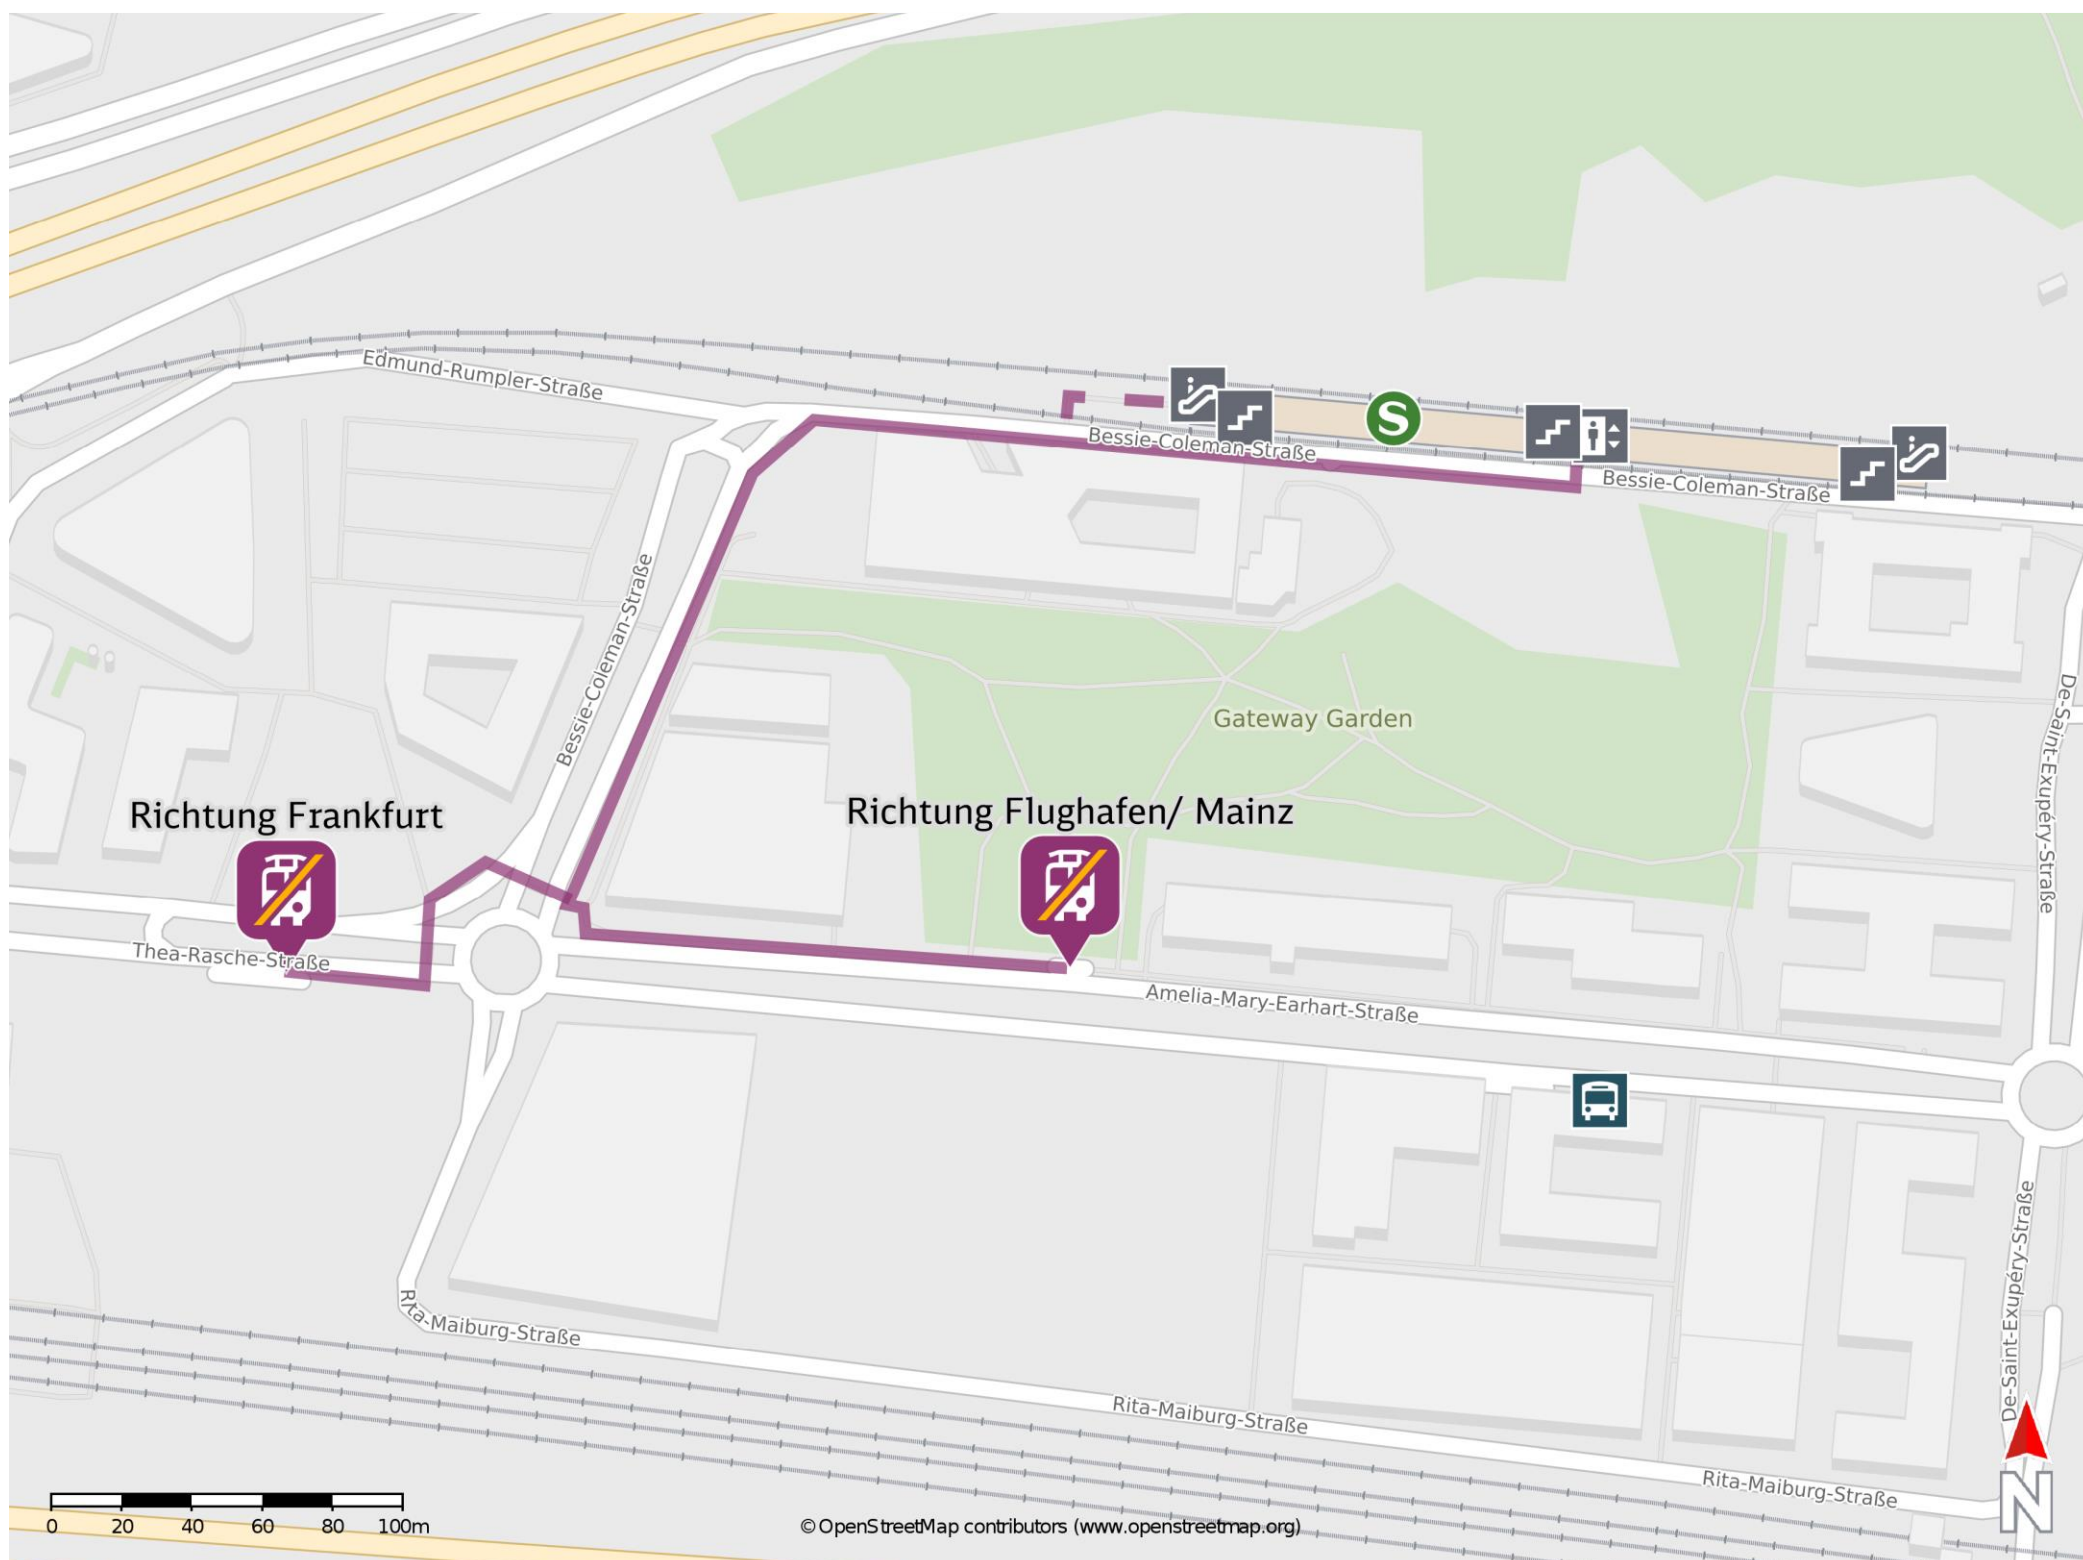 Edmund-Rumpler-Straße
S
Bessie-Coleman-Straße
Bessie-Coleman-Straße
Bessie-Coleman-Straße
De-Saint-Exupéry-Straße
Gateway Garden
Richtung Frankfurt
Richtung Flughafen/ Mainz
Thea-Rasche-Straße
Amelia-Mary-Earhart-Straße
De-Saint-Exupéry-Straße
Rita-Maiburg-Straße
Rita-Maiburg-Straße
Rita-Maiburg-Straße
N
0 20 40 60 80 100m
© OpenStreetMap contributors (www.openstreetmap.org)